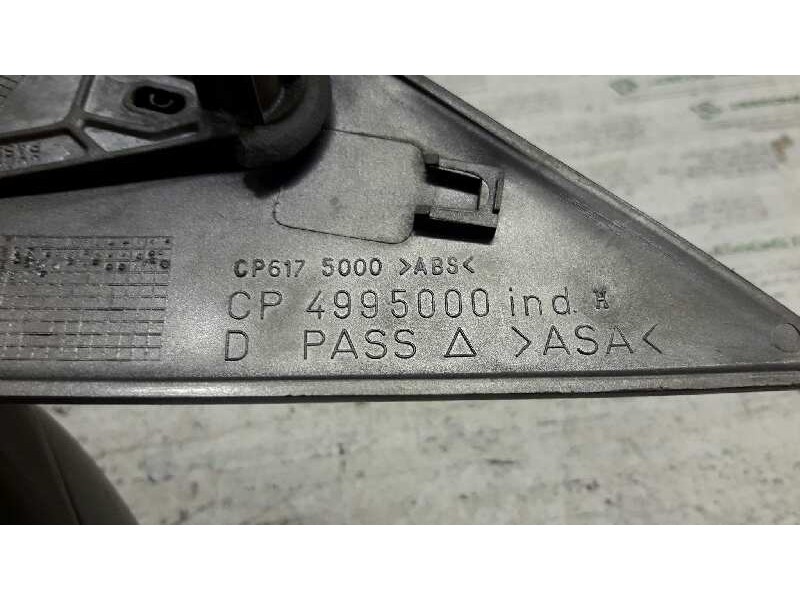 C
CP617 5000 >ABS<
CP 4995000 ind. H
D PASS △ >ASA<